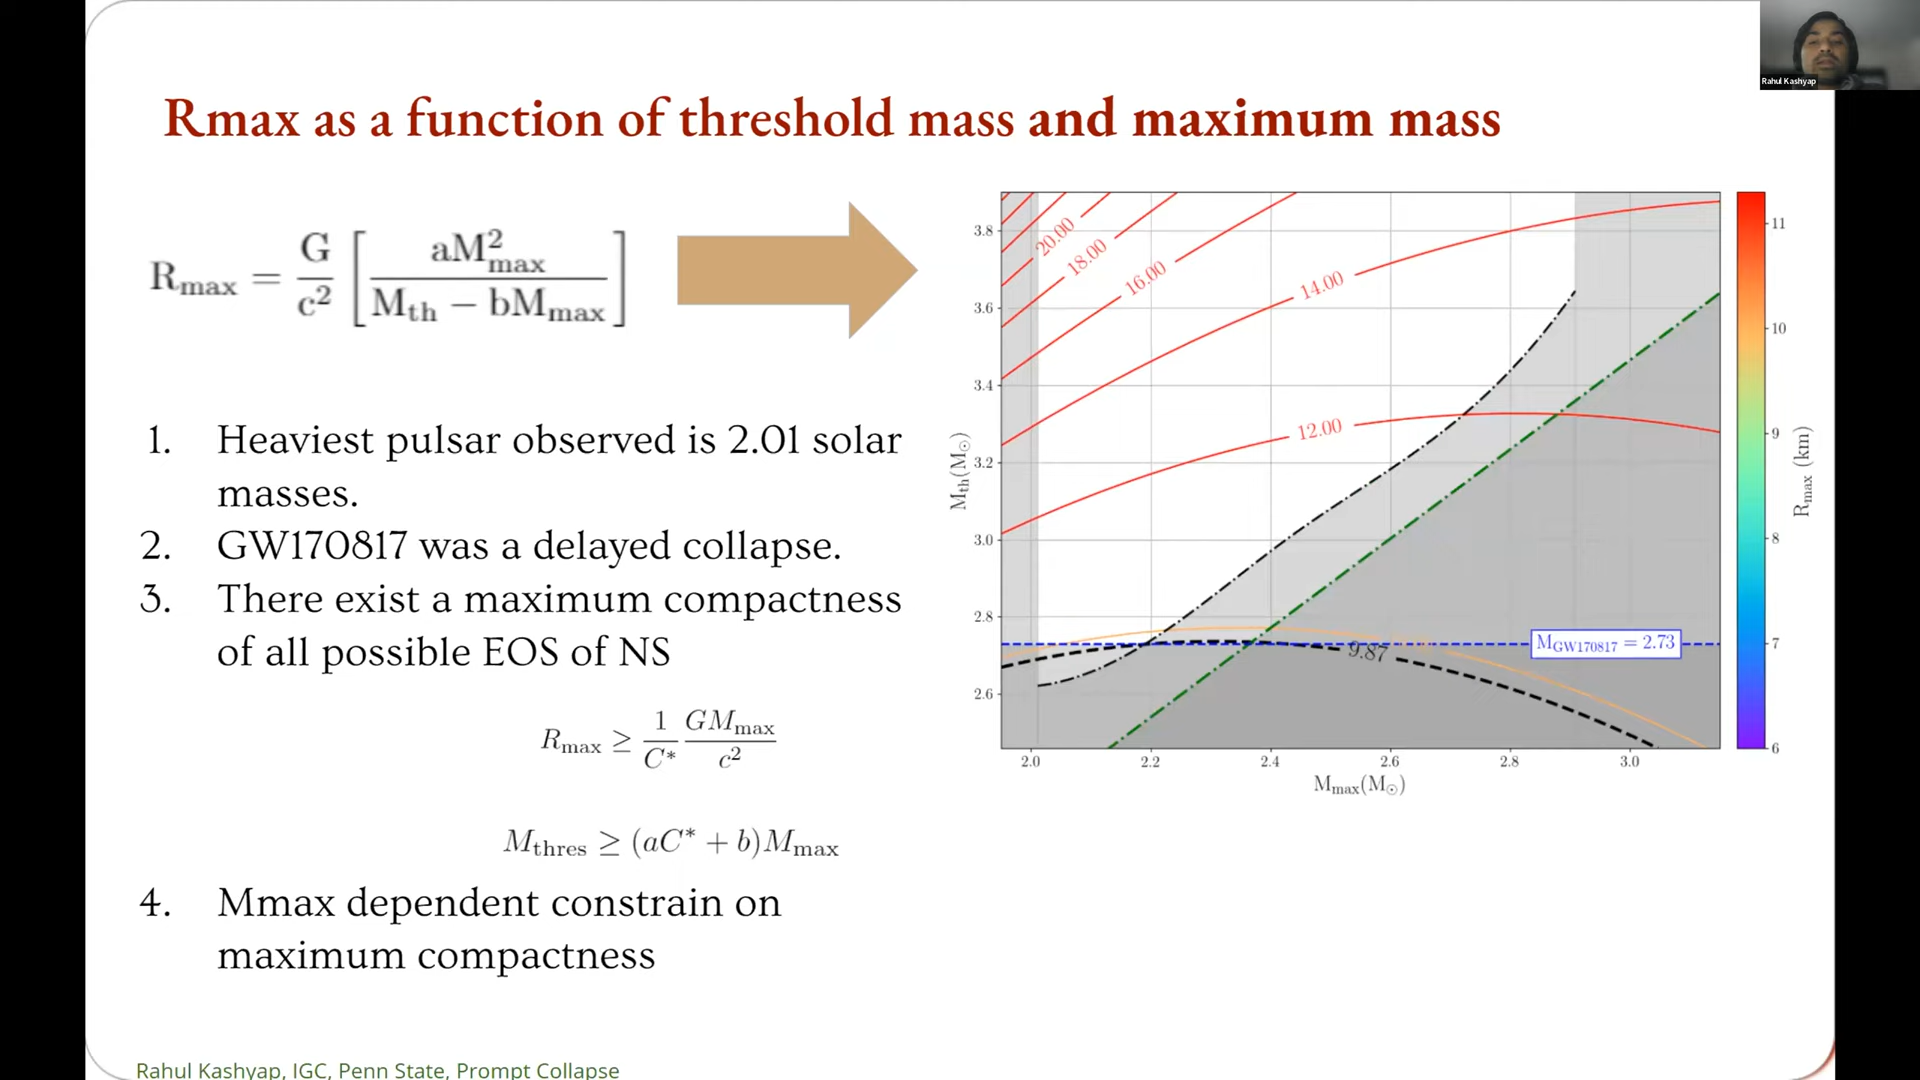 Rahul Kashyap
Rmax as a function of threshold mass and maximum mass
R_max = G/c² [ aM²_max / (M_th − bM_max) ]
1. Heaviest pulsar observed is 2.01 solar
masses.
2. GW170817 was a delayed collapse.
3. There exist a maximum compactness
of all possible EOS of NS
R_max ≥ 1/C* GM_max/c²
M_thres ≥ (aC* + b)M_max
4. Mmax dependent constrain on
maximum compactness
20.00
18.00
16.00
14.00
12.00
9.87
M_GW170817 = 2.73
3.8
3.6
3.4
3.2
3.0
2.8
2.6
M_th(M_⊙)
2.0 2.2 2.4 2.6 2.8 3.0
M_max(M_⊙)
11
10
9
8
7
6
R_max (km)
Rahul Kashyap, IGC, Penn State, Prompt Collapse